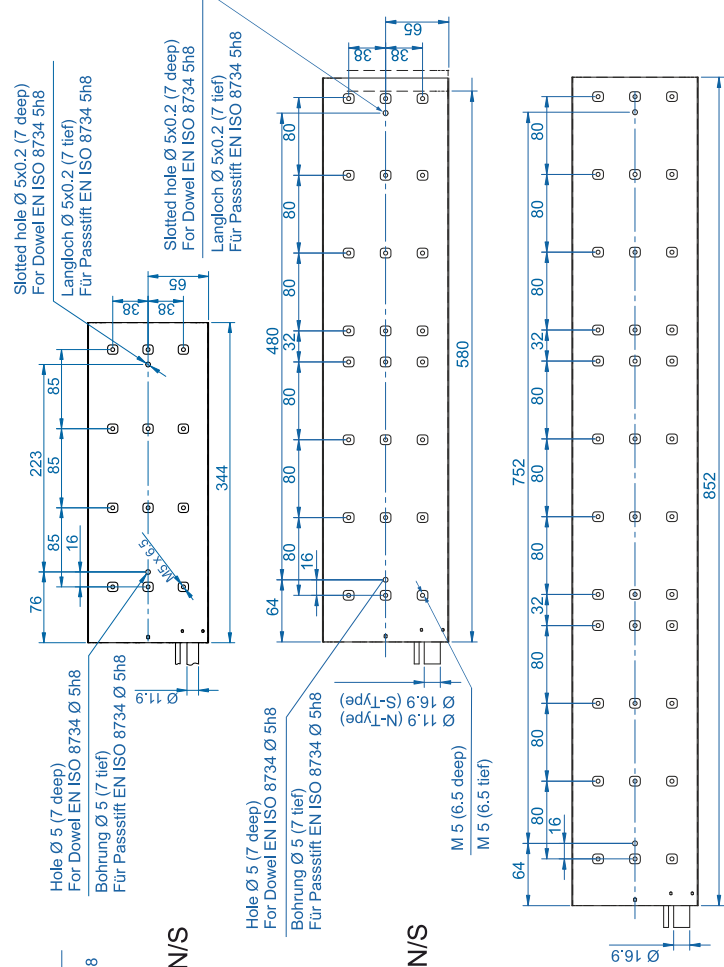 Slotted hole Ø 5x0.2 (7 deep)
For Dowel EN ISO 8734 5h8
Langloch Ø 5x0.2 (7 tief)
Für Passstift EN ISO 8734 5h8
223
85
85
85
16
76
38
38
65
344
M5 x 6.5
Ø 11.9
Hole Ø 5 (7 deep)
For Dowel EN ISO 8734 Ø 5h8
Bohrung Ø 5 (7 tief)
Für Passstift EN ISO 8734 Ø 5h8
8
N/S
Slotted hole Ø 5x0.2 (7 deep)
For Dowel EN ISO 8734 5h8
Langloch Ø 5x0.2 (7 tief)
Für Passstift EN ISO 8734 5h8
480
80
80
80
32
80
80
80
16
64
38
38
65
580
Ø 11.9 (N-Type)
Ø 16.9 (S-Type)
Hole Ø 5 (7 deep)
For Dowel EN ISO 8734 Ø 5h8
Bohrung Ø 5 (7 tief)
Für Passstift EN ISO 8734 Ø 5h8
M 5 (6.5 deep)
M 5 (6.5 tief)
N/S
752
80
80
80
32
80
80
80
32
80
80
80
16
64
852
Ø 16.9